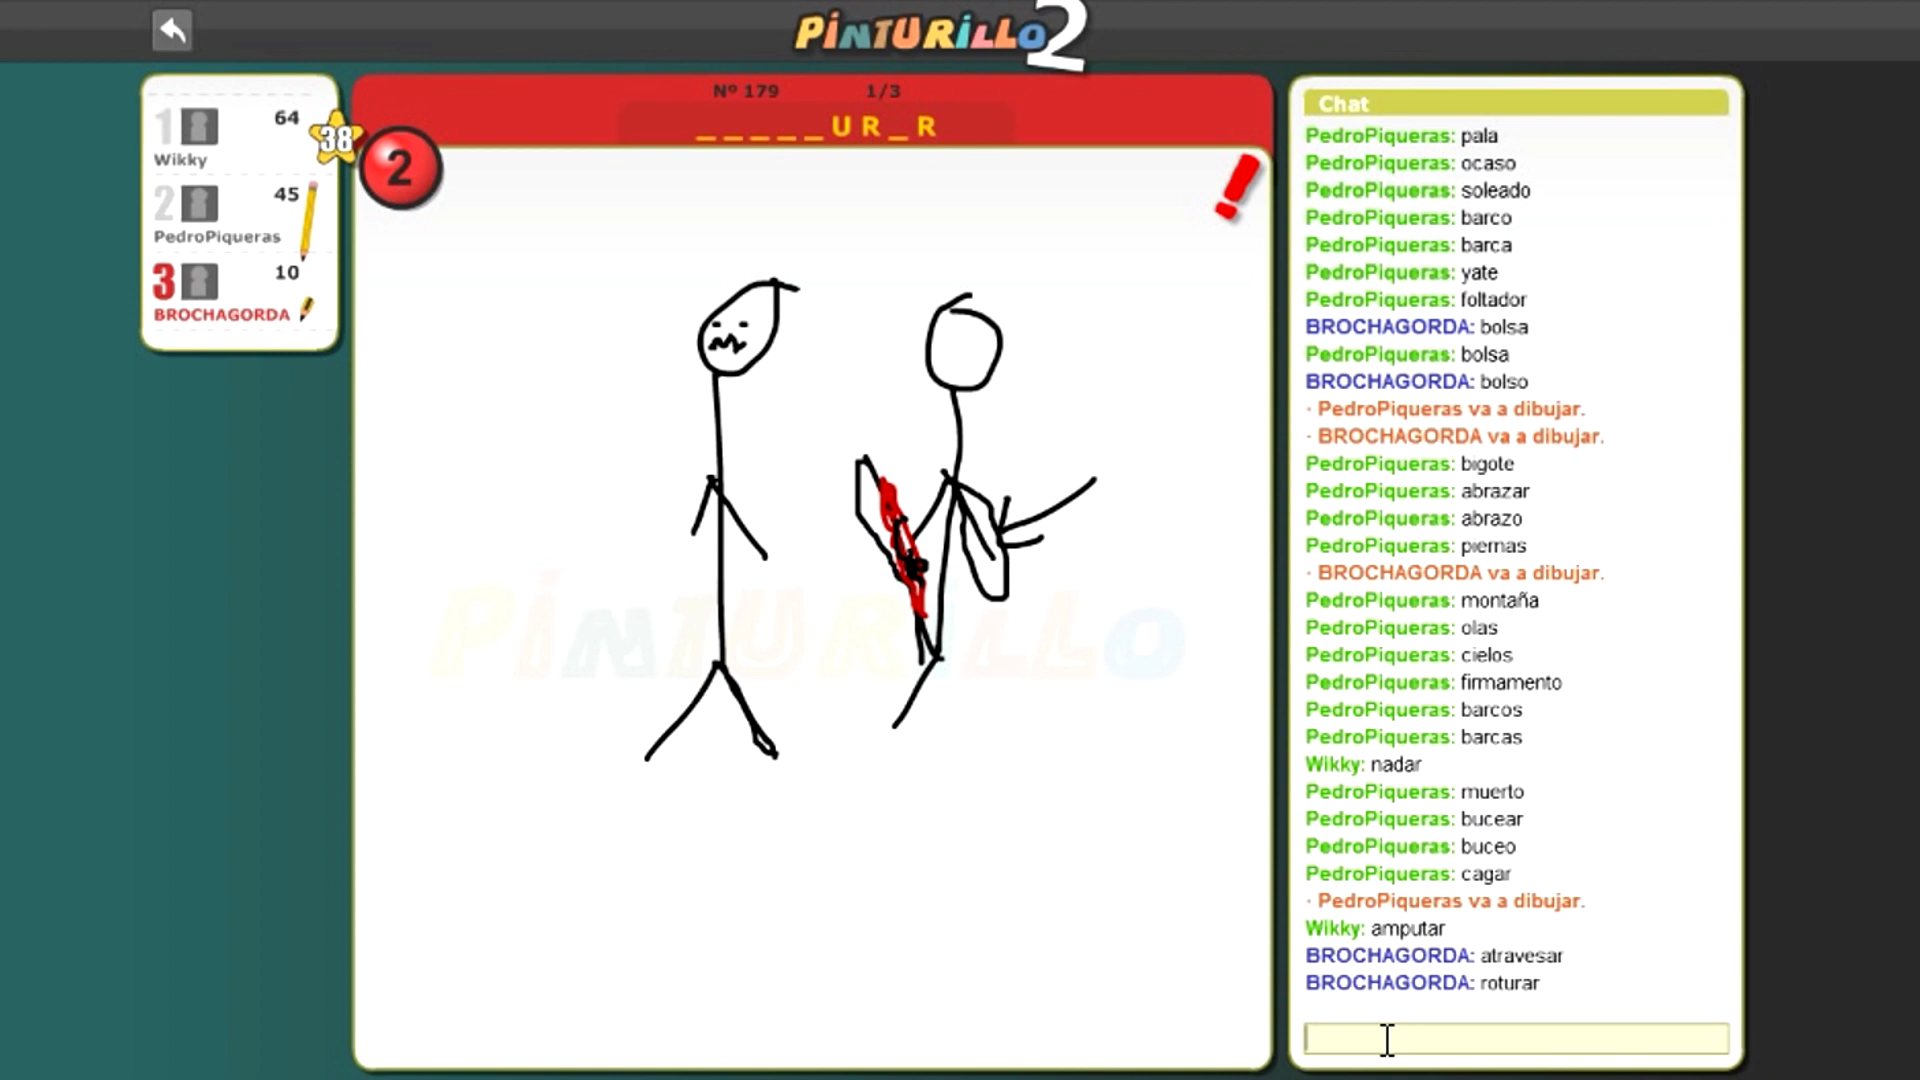 PiNTURiLLo2
Nº 179 1/3
_ _ _ _ _ U R _ R
1 64
Wikky
38
2 45
PedroPiqueras
3 10
BROCHAGORDA
2
!
PiNTURiLLo
Chat
PedroPiqueras: pala
PedroPiqueras: ocaso
PedroPiqueras: soleado
PedroPiqueras: barco
PedroPiqueras: barca
PedroPiqueras: yate
PedroPiqueras: foltador
BROCHAGORDA: bolsa
PedroPiqueras: bolsa
BROCHAGORDA: bolso
· PedroPiqueras va a dibujar.
· BROCHAGORDA va a dibujar.
PedroPiqueras: bigote
PedroPiqueras: abrazar
PedroPiqueras: abrazo
PedroPiqueras: piernas
· BROCHAGORDA va a dibujar.
PedroPiqueras: montaña
PedroPiqueras: olas
PedroPiqueras: cielos
PedroPiqueras: firmamento
PedroPiqueras: barcos
PedroPiqueras: barcas
Wikky: nadar
PedroPiqueras: muerto
PedroPiqueras: bucear
PedroPiqueras: buceo
PedroPiqueras: cagar
· PedroPiqueras va a dibujar.
Wikky: amputar
BROCHAGORDA: atravesar
BROCHAGORDA: roturar